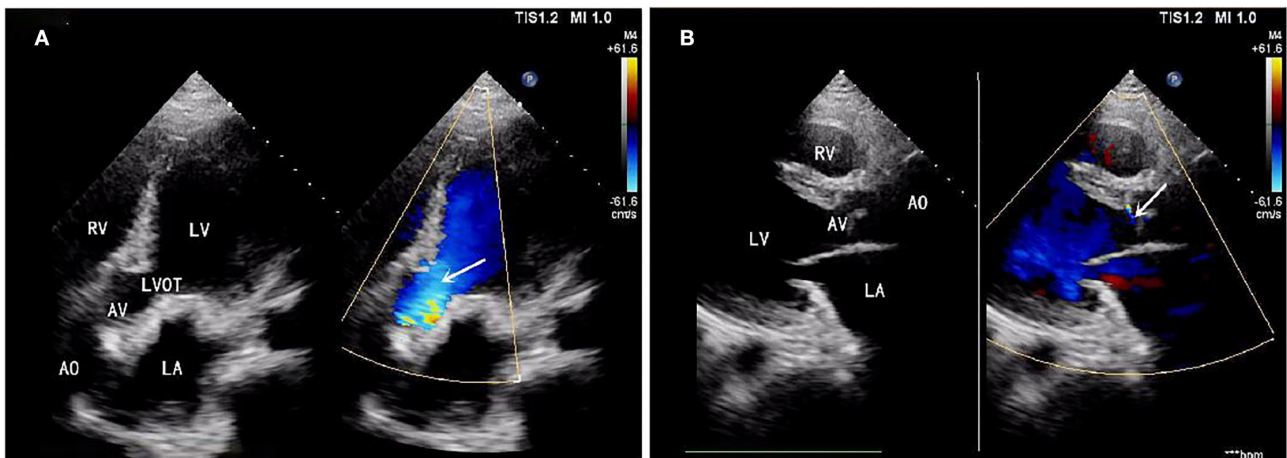 A
TIS1.2 MI 1.0
M4
+61.6
P
RV
LV
LVOT
AV
AO
LA
-61.6
cm/s
B
TIS1.2 MI 1.0
M4
+61.6
P
RV
AO
AV
LV
LA
-61.6
cm/s
***bpm